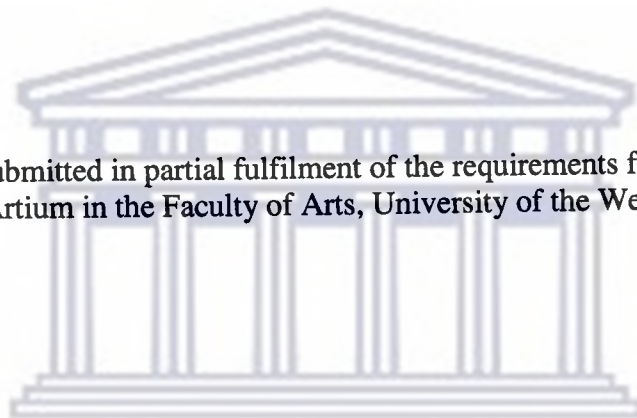 ubmitted in partial fulfilment of the requirements f
rtium in the Faculty of Arts, University of the We